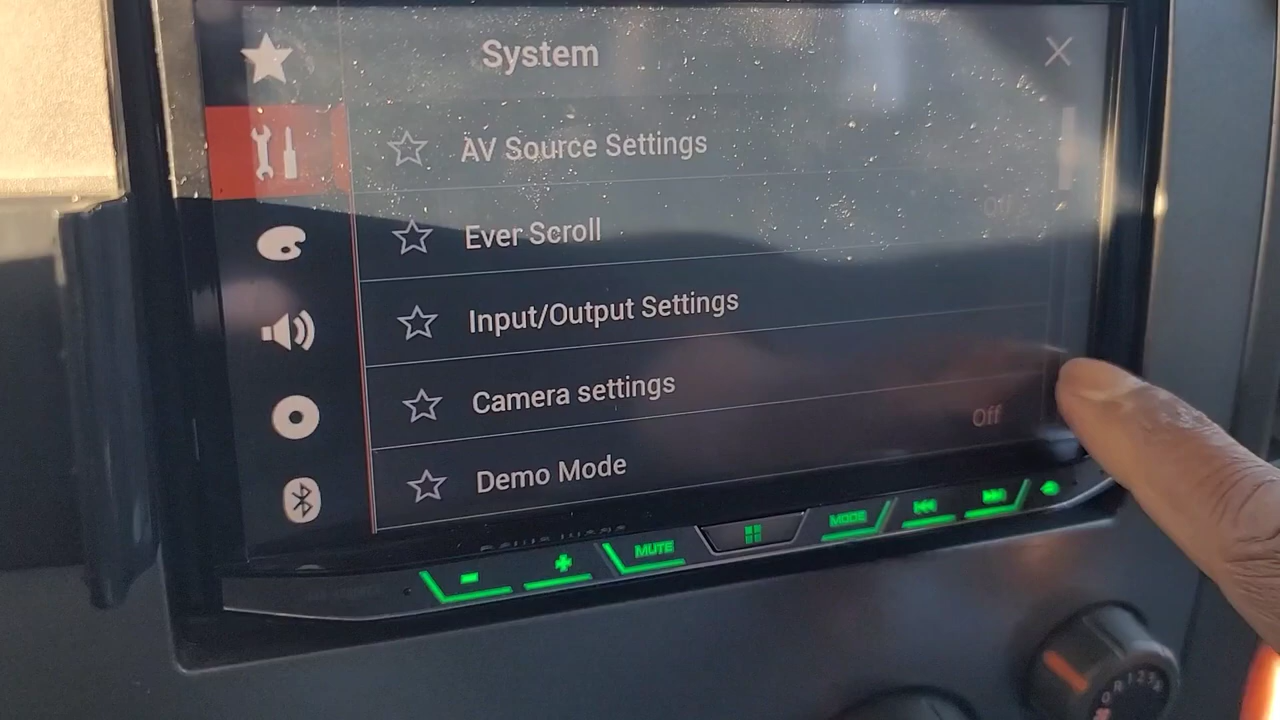 System
AV Source Settings
Ever Scroll
Off
Input/Output Settings
Camera settings
Demo Mode
Off
MUTE
MODE